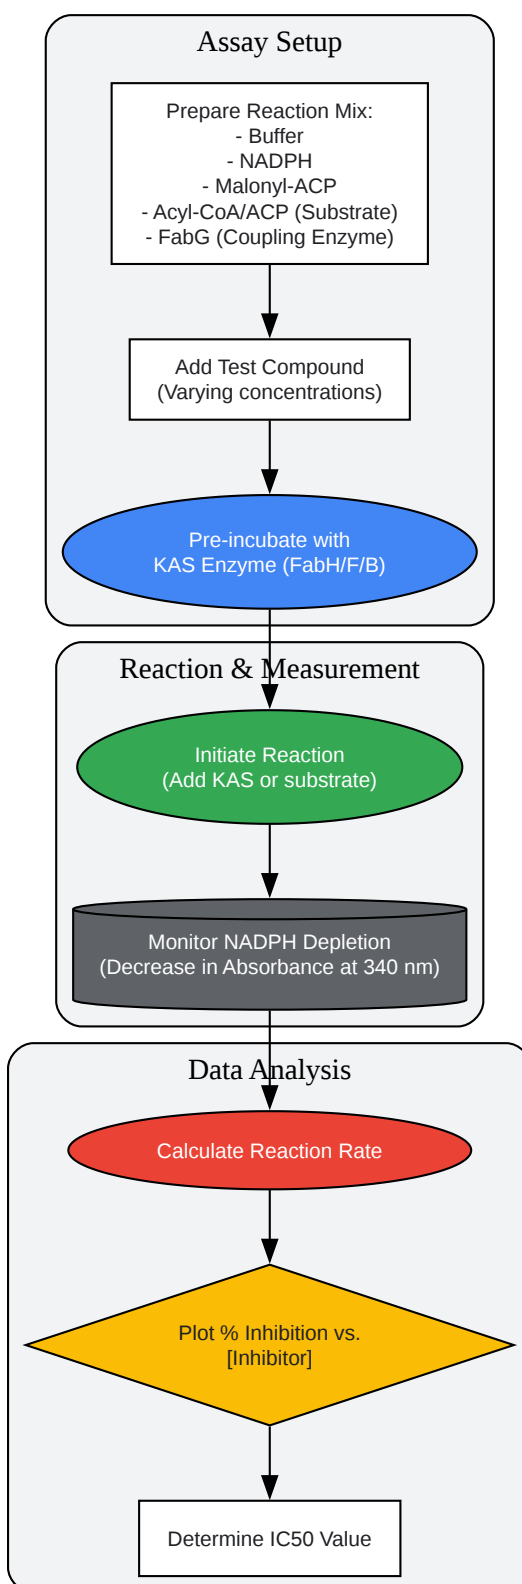 Assay Setup
Prepare Reaction Mix:
- Buffer
- NADPH
- Malonyl-ACP
- Acyl-CoA/ACP (Substrate)
- FabG (Coupling Enzyme)
Add Test Compound
(Varying concentrations)
Pre-incubate with
KAS Enzyme (FabH/F/B)
Reaction & Measurement
Initiate Reaction
(Add KAS or substrate)
Monitor NADPH Depletion
(Decrease in Absorbance at 340 nm)
Data Analysis
Calculate Reaction Rate
Plot % Inhibition vs.
[Inhibitor]
Determine IC50 Value